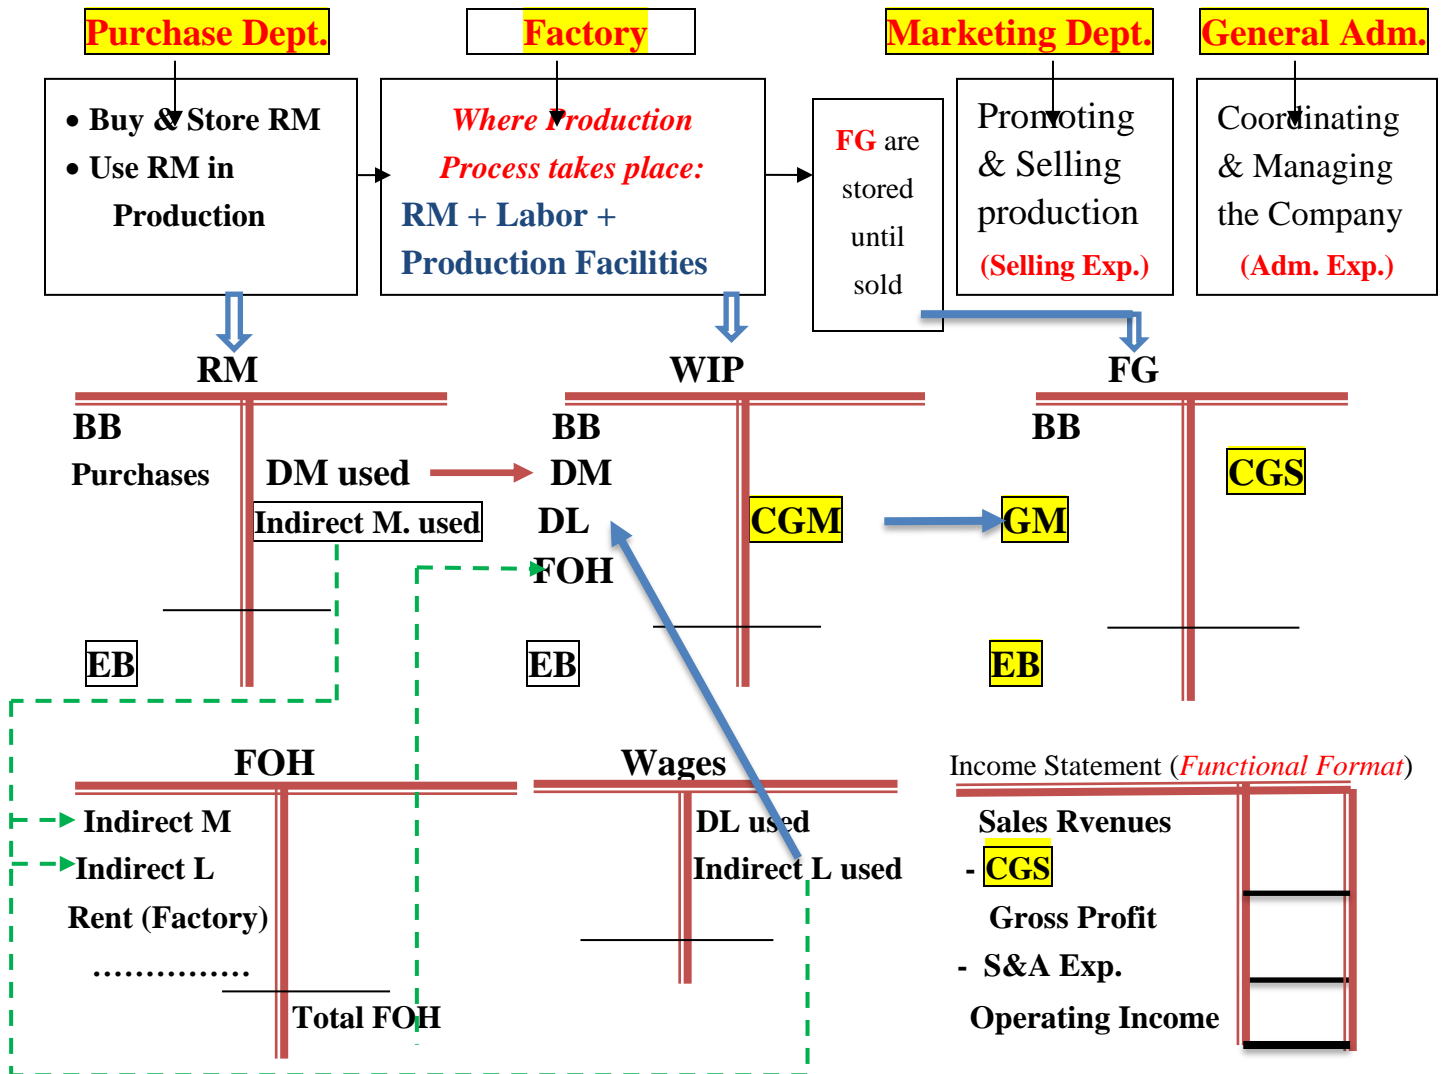 Purchase Dept.
Factory
Marketing Dept.
General Adm.
• Buy & Store RM
• Use RM in
Production
Where Production
Process takes place:
RM + Labor +
Production Facilities
FG are
stored
until
sold
Promoting
& Selling
production
(Selling Exp.)
Coordinating
& Managing
the Company
(Adm. Exp.)
RM
BB
Purchases
DM used
Indirect M. used
EB
WIP
BB
DM
DL
FOH
CGM
EB
FG
BB
CGS
GM
EB
FOH
Indirect M
Indirect L
Rent (Factory)
……………
Total FOH
Wages
DL used
Indirect L used
Income Statement (Functional Format)
Sales Rvenues
- CGS
Gross Profit
- S&A Exp.
Operating Income